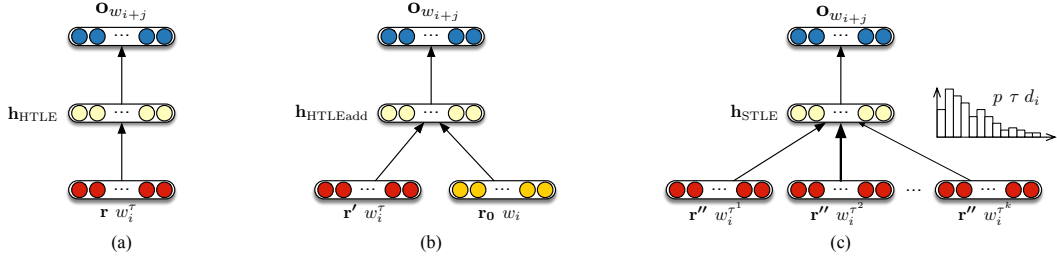 o_{w_{i+j}}
h_{HTLE}
r w_i^τ
(a)
o_{w_{i+j}}
h_{HTLEadd}
r′ w_i^τ
r_0 w_i
(b)
o_{w_{i+j}}
h_{STLE}
p τ d_i
r″ w_i^{τ^1}
r″ w_i^{τ^2}
...
r″ w_i^{τ^k}
(c)